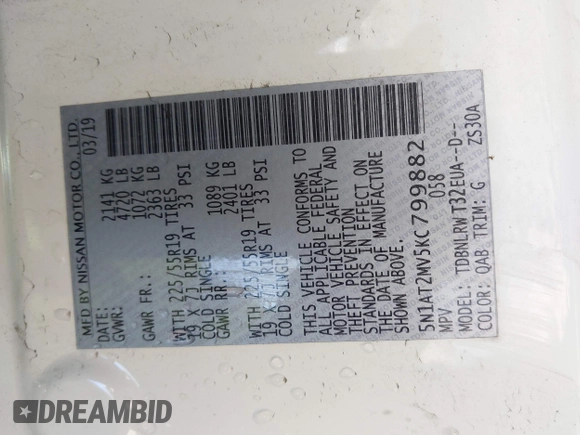 MFD BY NISSAN MOTOR CO., LTD.
DATE: 03/19
GVWR: 2141 KG
4720 LB
GAWR FR.: 1072 KG
2363 LB
WITH 225/55R19 TIRES
19 X 7J RIMS AT 33 PSI
COLD SINGLE
GAWR RR.: 1089 KG
2401 LB
WITH 225/55R19 TIRES
19 X 7J RIMS AT 33 PSI
COLD SINGLE
THIS VEHICLE CONFORMS TO
ALL APPLICABLE FEDERAL
MOTOR VEHICLE SAFETY AND
THEFT PREVENTION
STANDARDS IN EFFECT ON
THE DATE OF MANUFACTURE
SHOWN ABOVE.
5N1AT2MV5KC799882
MPV 058
MODEL: TDBNLRWT32EUA--D--
COLOR: QAB TRIM: G ZS30A
DREAMBID